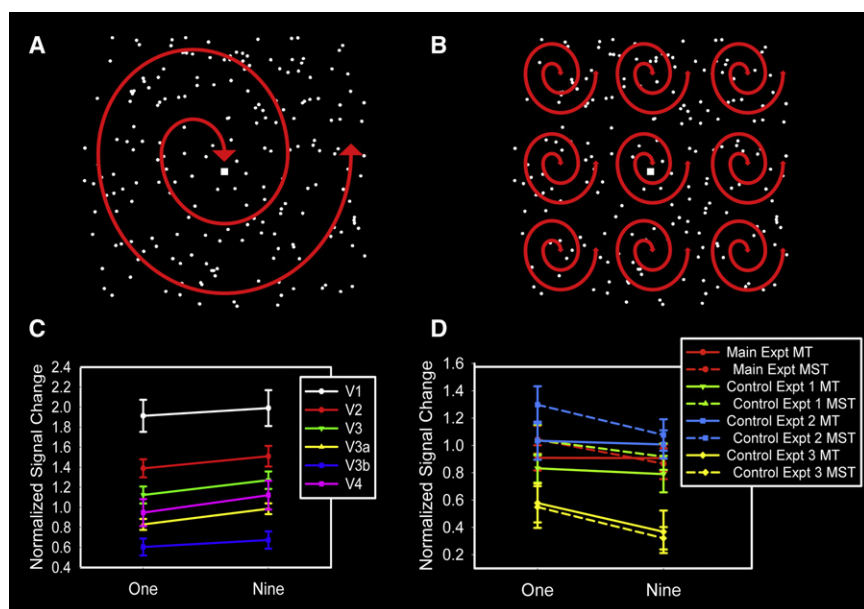 A
B
C
Normalized Signal Change
2.4
2.2
2.0
1.8
1.6
1.4
1.2
1.0
0.8
0.6
0.4
One
Nine
V1
V2
V3
V3a
V3b
V4
D
Normalized Signal Change
1.6
1.4
1.2
1.0
0.8
0.6
0.4
0.2
One
Nine
Main Expt MT
Main Expt MST
Control Expt 1 MT
Control Expt 1 MST
Control Expt 2 MT
Control Expt 2 MST
Control Expt 3 MT
Control Expt 3 MST